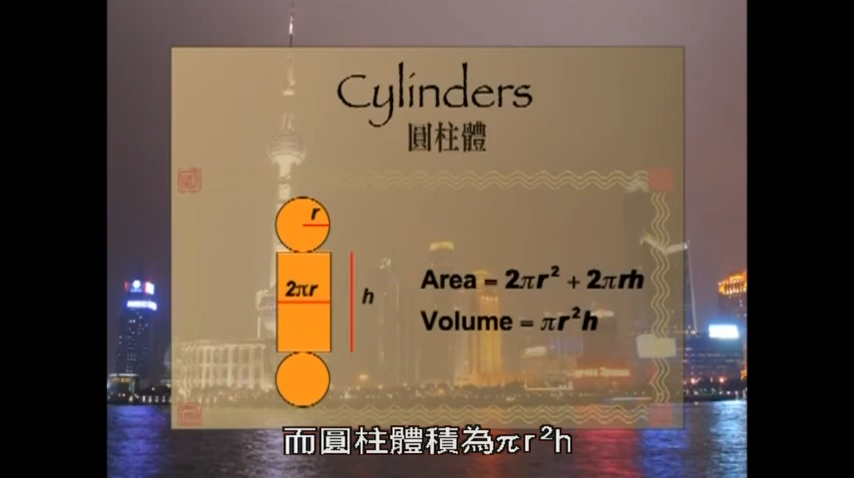 Cylinders
圓柱體
r
2πr
h
Area = 2πr² + 2πrh
Volume = πr²h
而圓柱體積為πr²h